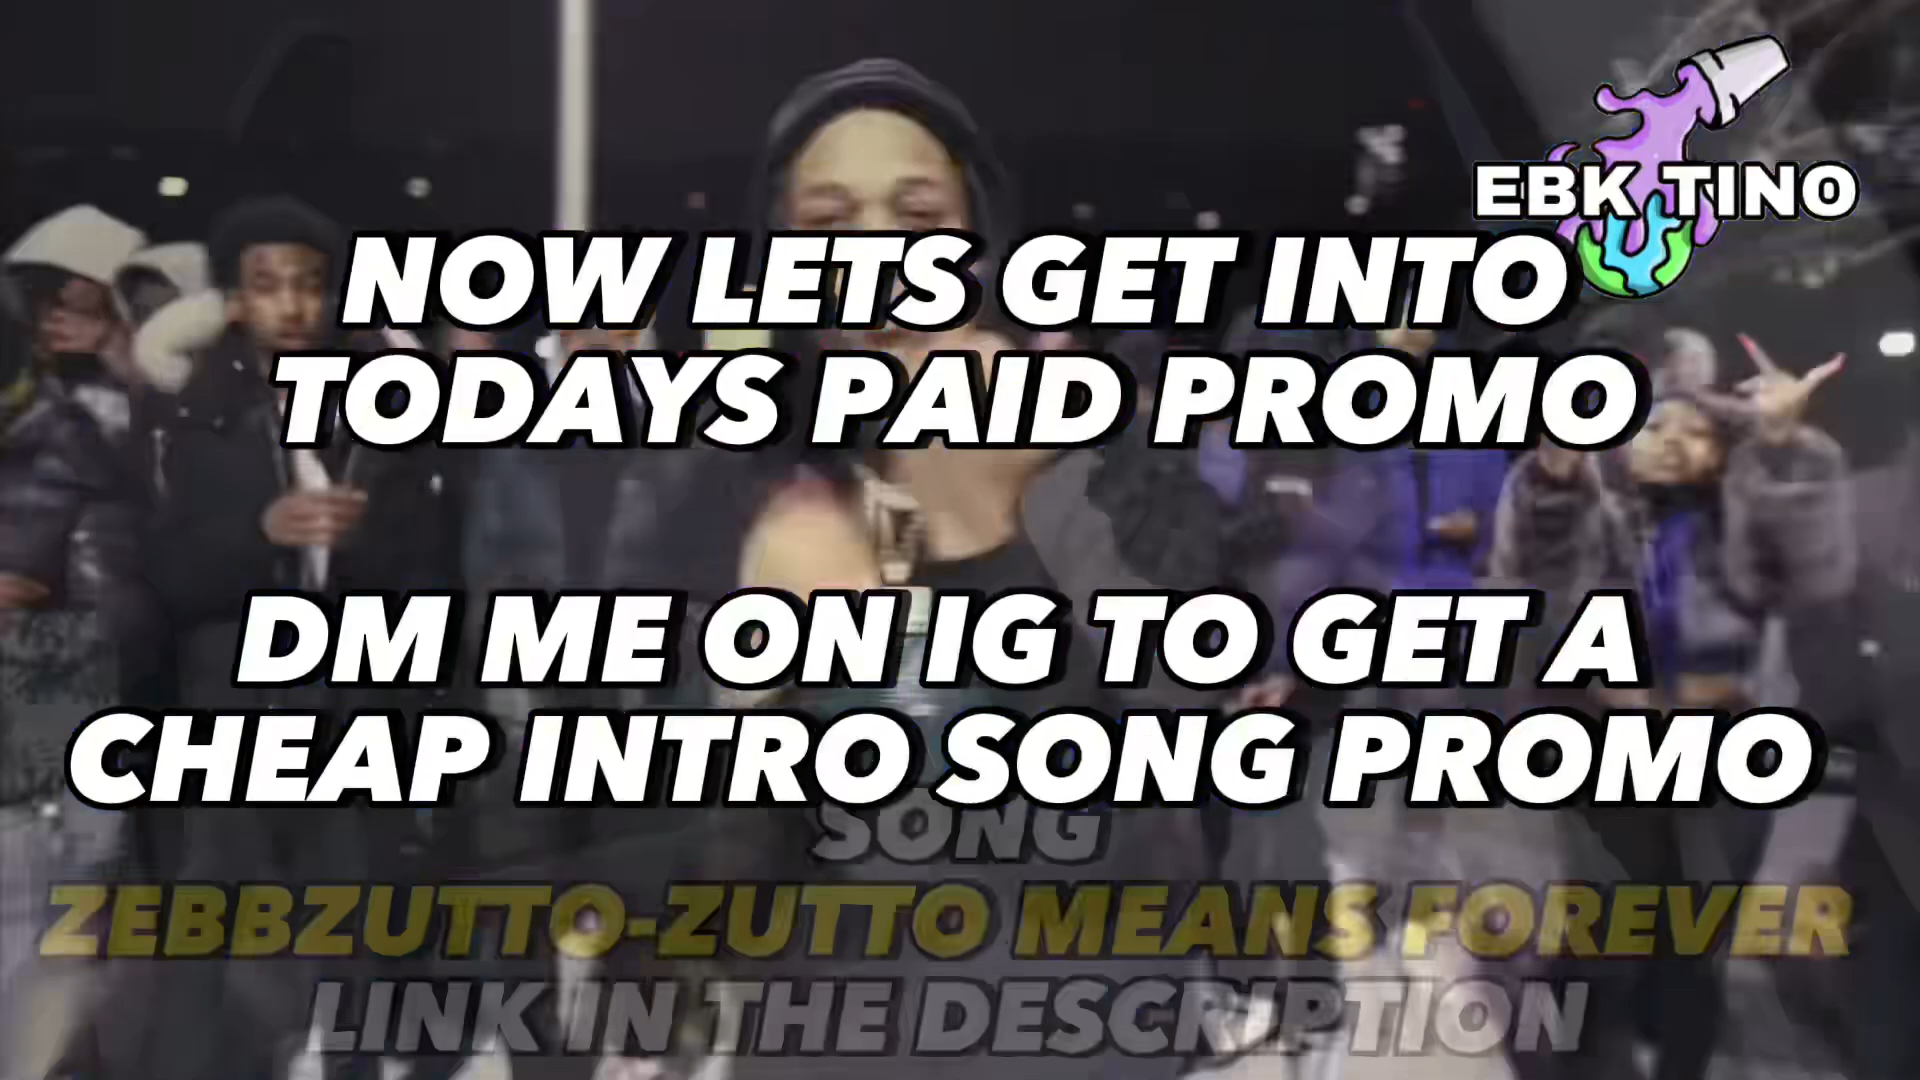 EBK TINO
NOW LETS GET INTO
TODAYS PAID PROMO
DM ME ON IG TO GET A
CHEAP INTRO SONG PROMO
SONG
ZEBBZUTTO-ZUTTO MEANS FOREVER
LINK IN THE DESCRIPTION